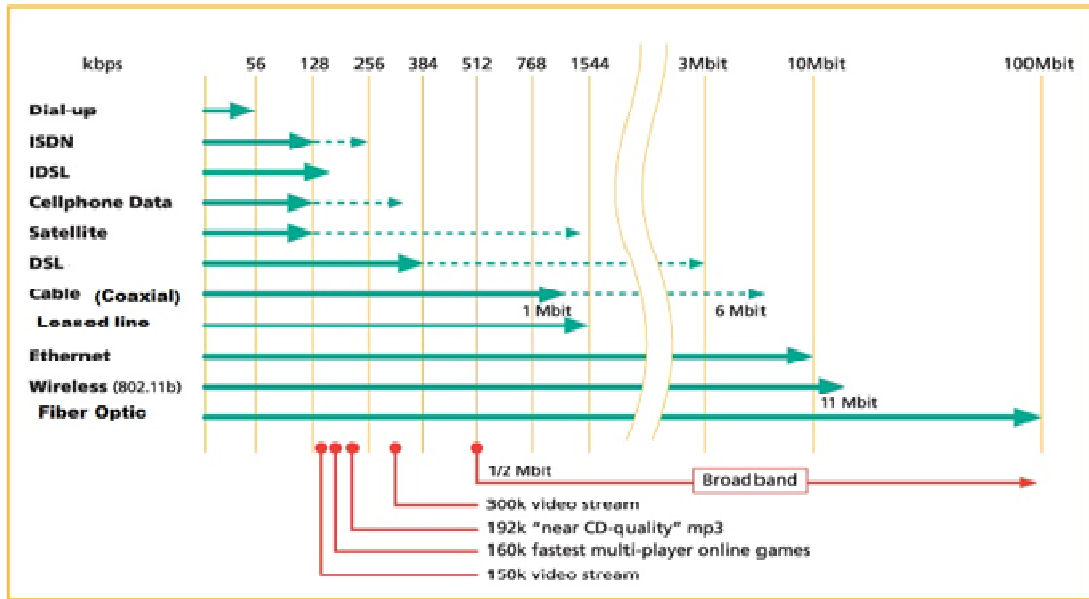 kbps 56 128 256 384 512 768 1544 3Mbit 10Mbit 100Mbit
Dial-up
ISDN
IDSL
Cellphone Data
Satellite
DSL
Cable (Coaxial)
1 Mbit 6 Mbit
Leased line
Ethernet
Wireless (802.11b)
11 Mbit
Fiber Optic
1/2 Mbit Broadband
300k video stream
192k "near CD-quality" mp3
160k fastest multi-player online games
150k video stream